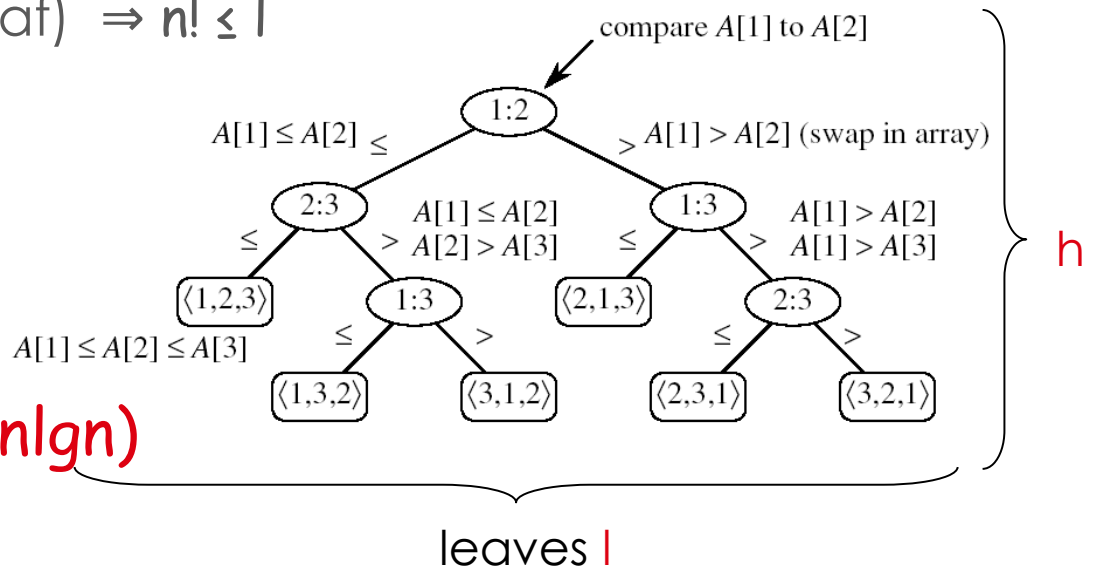 at) ⇒ n! ≤ l
compare A[1] to A[2]
1:2
A[1] ≤ A[2] ≤
> A[1] > A[2] (swap in array)
2:3
A[1] ≤ A[2]
1:3
A[1] > A[2]
≤
> A[2] > A[3]
≤
> A[1] > A[3]
h
⟨1,2,3⟩
1:3
⟨2,1,3⟩
2:3
A[1] ≤ A[2] ≤ A[3]
≤
>
≤
>
⟨1,3,2⟩
⟨3,1,2⟩
⟨2,3,1⟩
⟨3,2,1⟩
nlgn)
leaves l